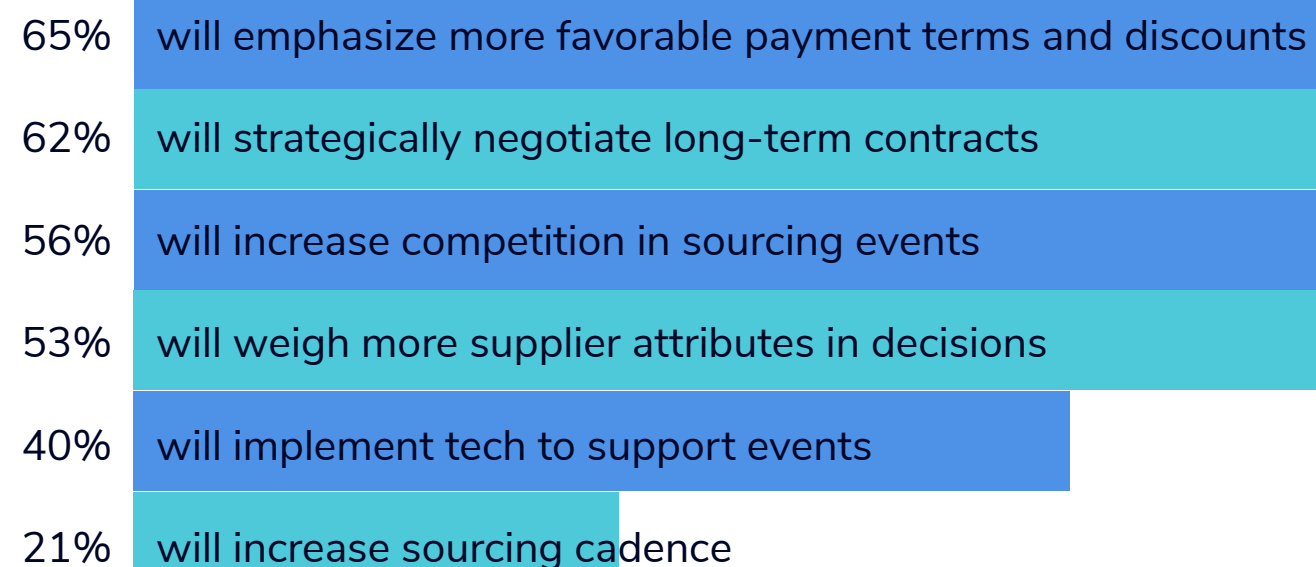 65% will emphasize more favorable payment terms and discounts
62% will strategically negotiate long-term contracts
56% will increase competition in sourcing events
53% will weigh more supplier attributes in decisions
40% will implement tech to support events
21% will increase sourcing cadence